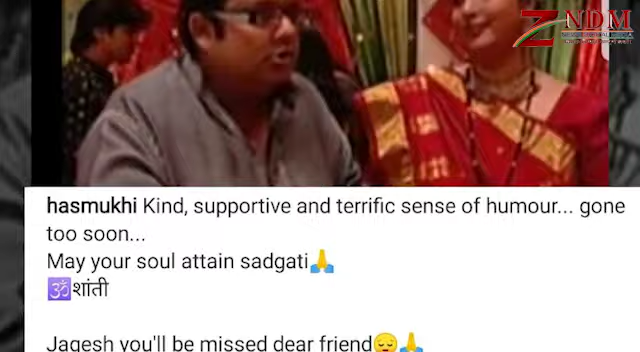 ZNDM
hasmukhi Kind, supportive and terrific sense of humour... gone
too soon...
May your soul attain sadgati🙏
🕉️शांती
Jagesh you'll be missed dear friend😔🙏